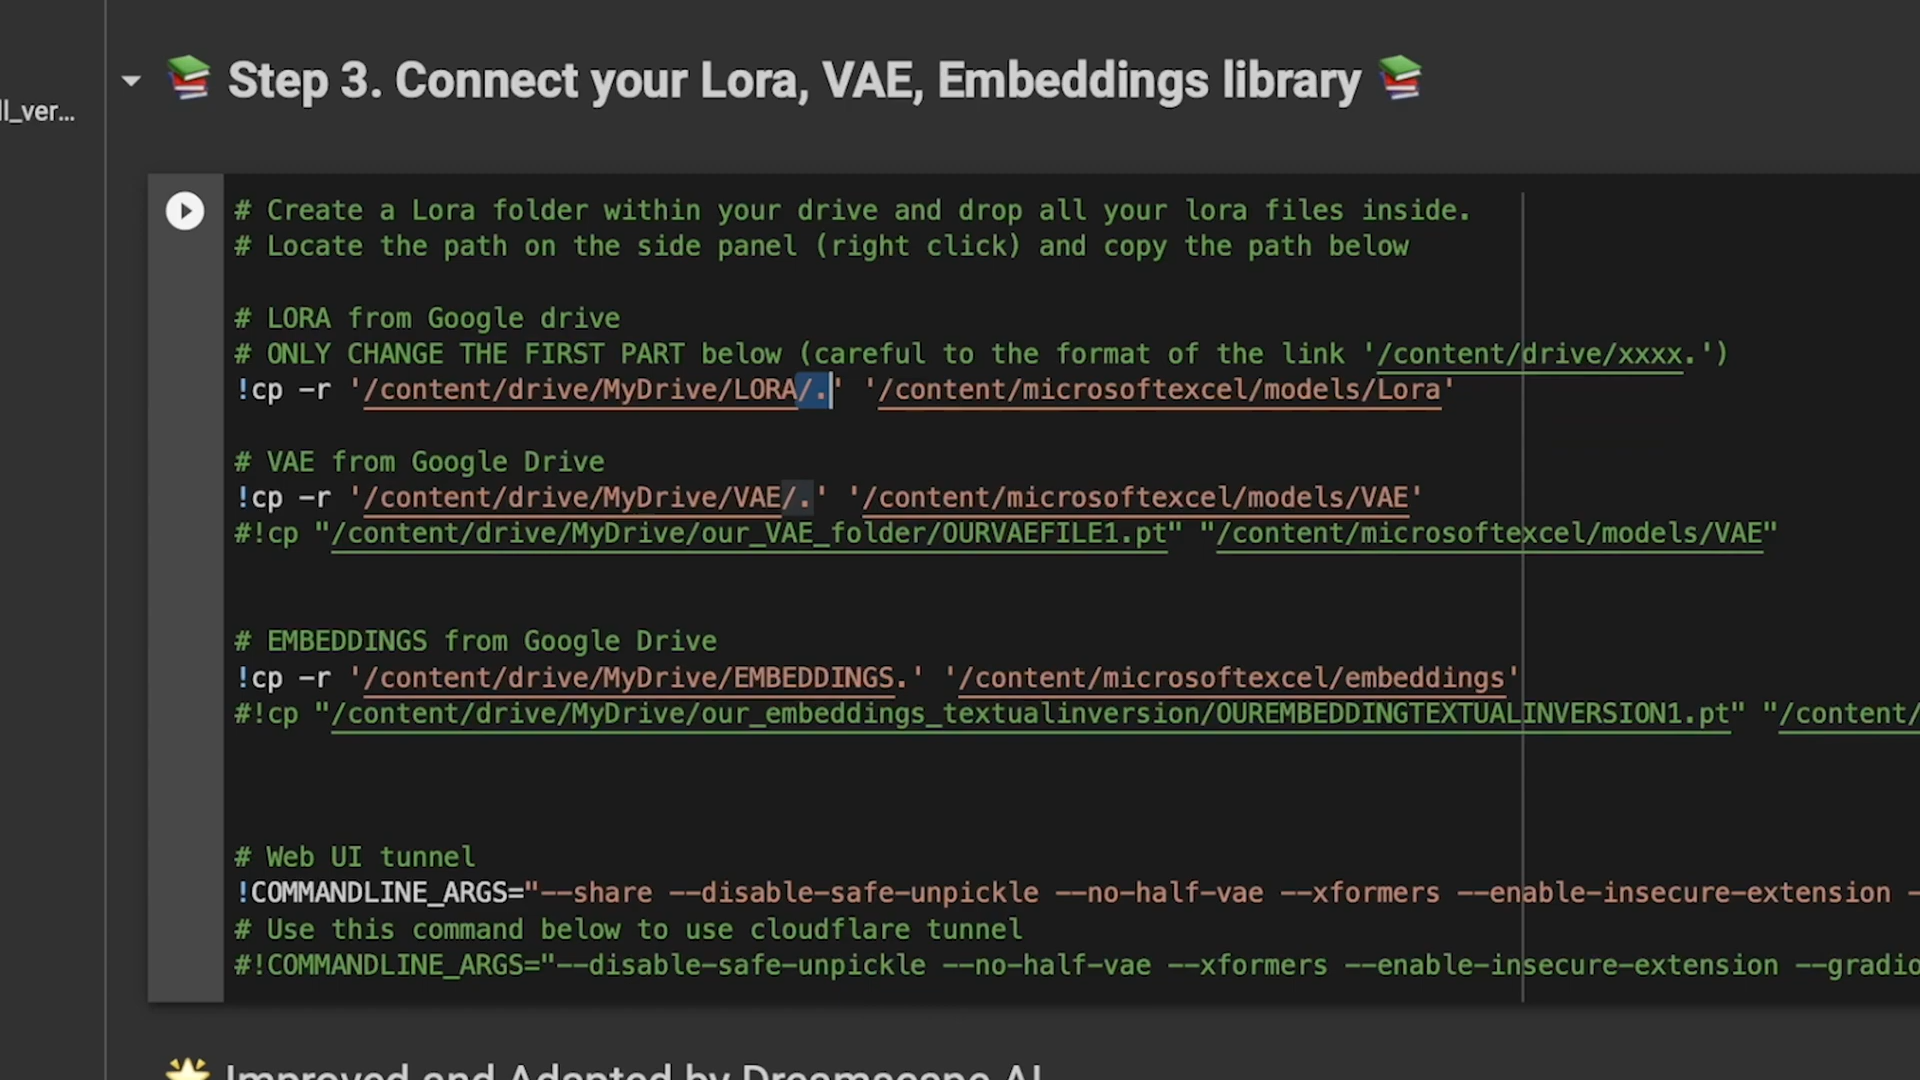 ll_ver...
Step 3. Connect your Lora, VAE, Embeddings library
# Create a Lora folder within your drive and drop all your lora files inside.
# Locate the path on the side panel (right click) and copy the path below
# LORA from Google drive
# ONLY CHANGE THE FIRST PART below (careful to the format of the link '/content/drive/xxxx.')
!cp -r '/content/drive/MyDrive/LORA/.' '/content/microsoftexcel/models/Lora'
# VAE from Google Drive
!cp -r '/content/drive/MyDrive/VAE/.' '/content/microsoftexcel/models/VAE'
#!cp "/content/drive/MyDrive/our_VAE_folder/OURVAEFILE1.pt" "/content/microsoftexcel/models/VAE"
# EMBEDDINGS from Google Drive
!cp -r '/content/drive/MyDrive/EMBEDDINGS.' '/content/microsoftexcel/embeddings'
#!cp "/content/drive/MyDrive/our_embeddings_textualinversion/OUREMBEDDINGTEXTUALINVERSION1.pt" "/content/
# Web UI tunnel
!COMMANDLINE_ARGS="--share --disable-safe-unpickle --no-half-vae --xformers --enable-insecure-extension -
# Use this command below to use cloudflare tunnel
#!COMMANDLINE_ARGS="--disable-safe-unpickle --no-half-vae --xformers --enable-insecure-extension --gradio
Improved and Adapted by Dreamscape AI